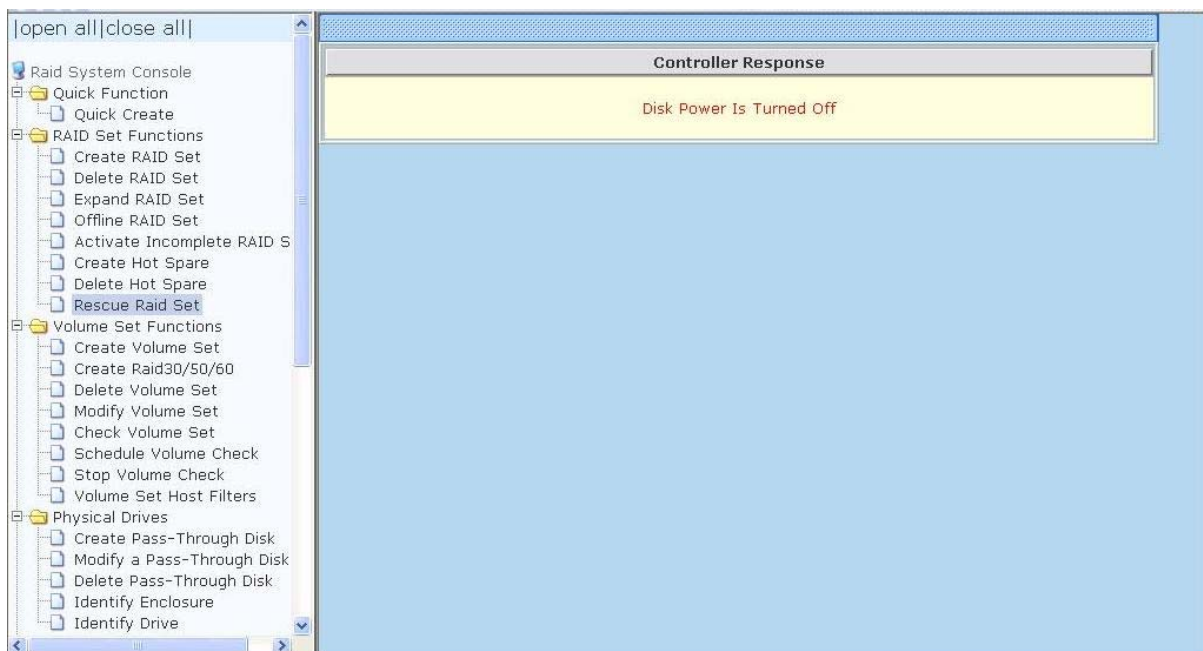 |open all|close all|
Raid System Console
Quick Function
Quick Create
RAID Set Functions
Create RAID Set
Delete RAID Set
Expand RAID Set
Offline RAID Set
Activate Incomplete RAID S
Create Hot Spare
Delete Hot Spare
Rescue Raid Set
Volume Set Functions
Create Volume Set
Create Raid30/50/60
Delete Volume Set
Modify Volume Set
Check Volume Set
Schedule Volume Check
Stop Volume Check
Volume Set Host Filters
Physical Drives
Create Pass-Through Disk
Modify a Pass-Through Disk
Delete Pass-Through Disk
Identify Enclosure
Identify Drive
Controller Response
Disk Power Is Turned Off